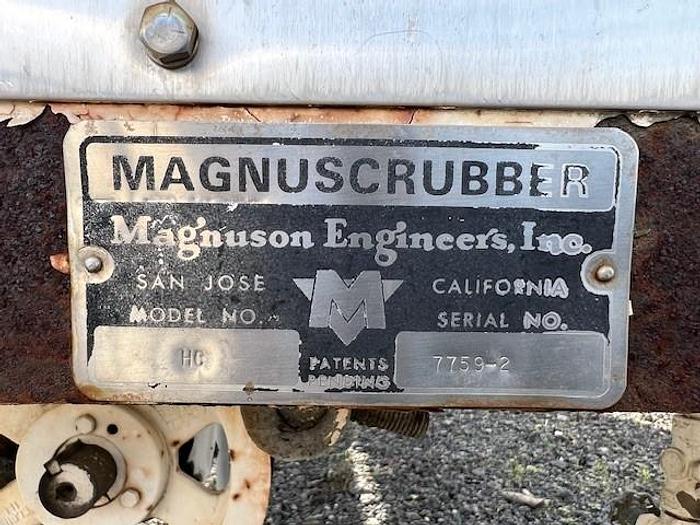 MAGNUSCRUBBER
Magnuson Engineers, Inc.
SAN JOSE M CALIFORNIA
MODEL NO. SERIAL NO.
HC PATENTS PENDING 7759-2